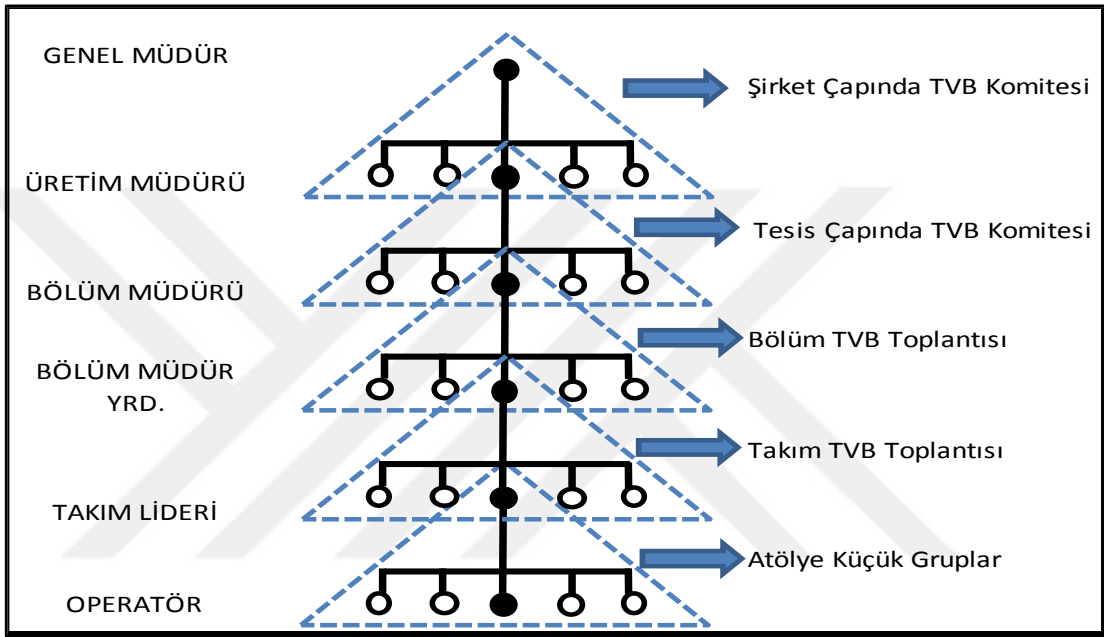 GENEL MÜDÜR
Şirket Çapında TVB Komitesi
ÜRETİM MÜDÜRÜ
Tesis Çapında TVB Komitesi
BÖLÜM MÜDÜRÜ
Bölüm TVB Toplantısı
BÖLÜM MÜDÜR
YRD.
Takım TVB Toplantısı
TAKIM LİDERİ
Atölye Küçük Gruplar
OPERATÖR